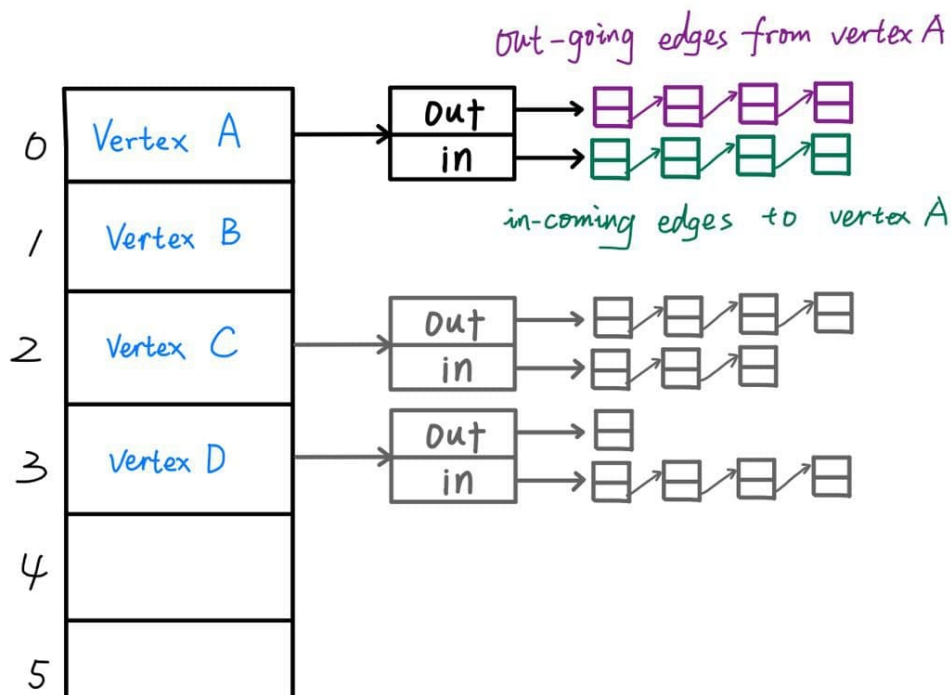 out-going edges from vertex A
0 Vertex A out
in
in-coming edges to vertex A
1 Vertex B
2 Vertex C out
in
3 Vertex D out
in
4
5